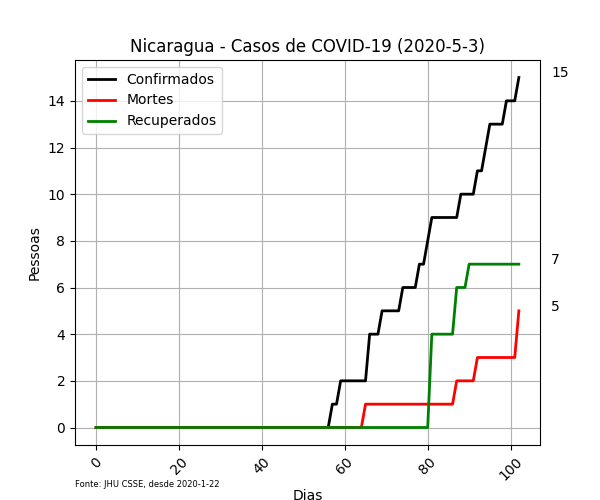 Nicaragua - Casos de COVID-19 (2020-5-3)
Confirmados
Mortes
Recuperados
15
7
5
14
12
10
8
6
4
2
0
Pessoas
0
20
40
60
80
100
Fonte: JHU CSSE, desde 2020-1-22
Dias